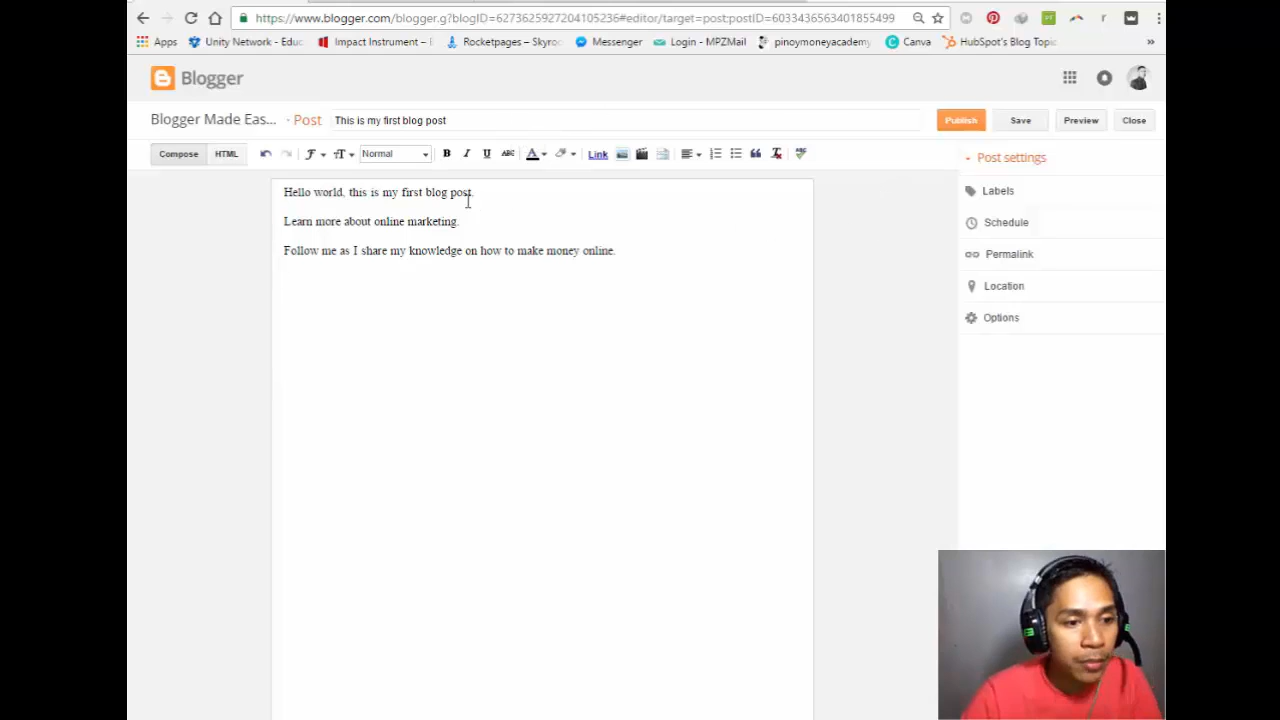 https://www.blogger.com/blogger.g?blogID=6273625927204105236#editor/target=post:postID=6033436563401855499
Apps Unity Network - Educ Impact Instrument – Rocketpages – Skyroc Messenger Login - MPZMail pinoymoneyacademy Canva HubSpot's Blog Topic »
Blogger
Blogger Made Eas... · Post This is my first blog post Publish Save Preview Close
Compose HTML Normal B I U ABC A Link
Post settings
Hello world, this is my first blog post.
Labels
Learn more about online marketing.
Schedule
Follow me as I share my knowledge on how to make money online.
Permalink
Location
Options